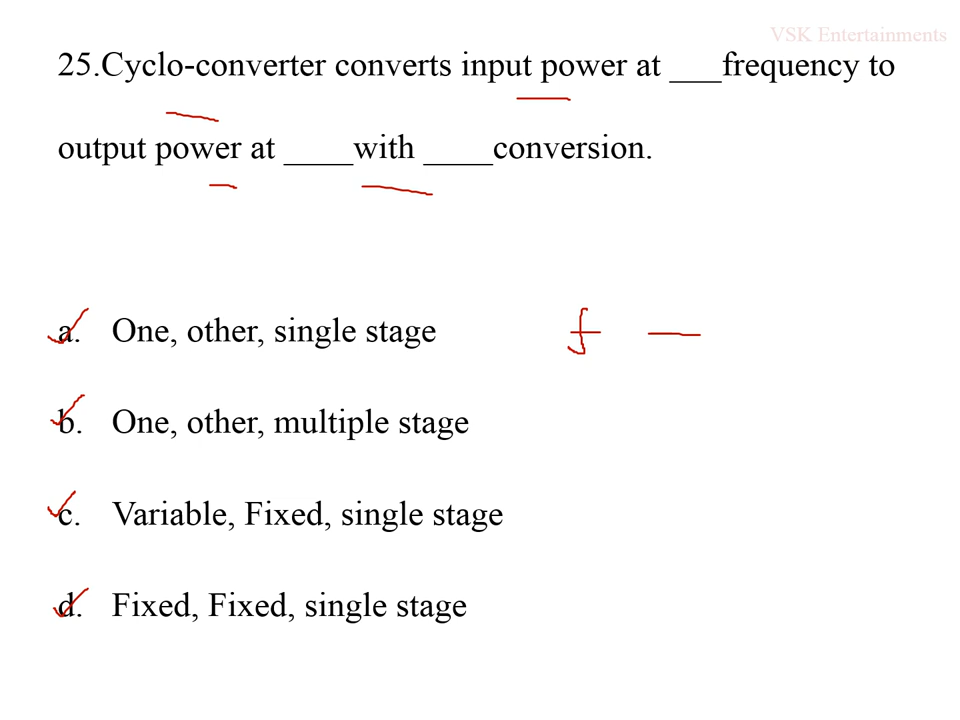 VSK Entertainments
25.Cyclo-converter converts input power at ___frequency to
output power at ____with ____conversion.
a. One, other, single stage
f —
b. One, other, multiple stage
c. Variable, Fixed, single stage
d. Fixed, Fixed, single stage